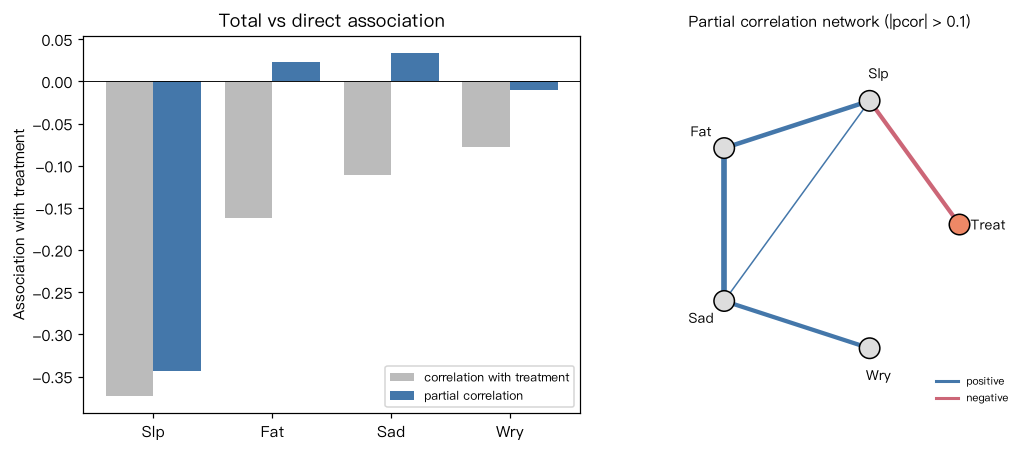 Total vs direct association
Association with treatment
0.05
0.00
−0.05
−0.10
−0.15
−0.20
−0.25
−0.30
−0.35
Slp
Fat
Sad
Wry
correlation with treatment
partial correlation
Partial correlation network (|pcor| > 0.1)
Slp
Fat
Treat
Sad
Wry
positive
negative